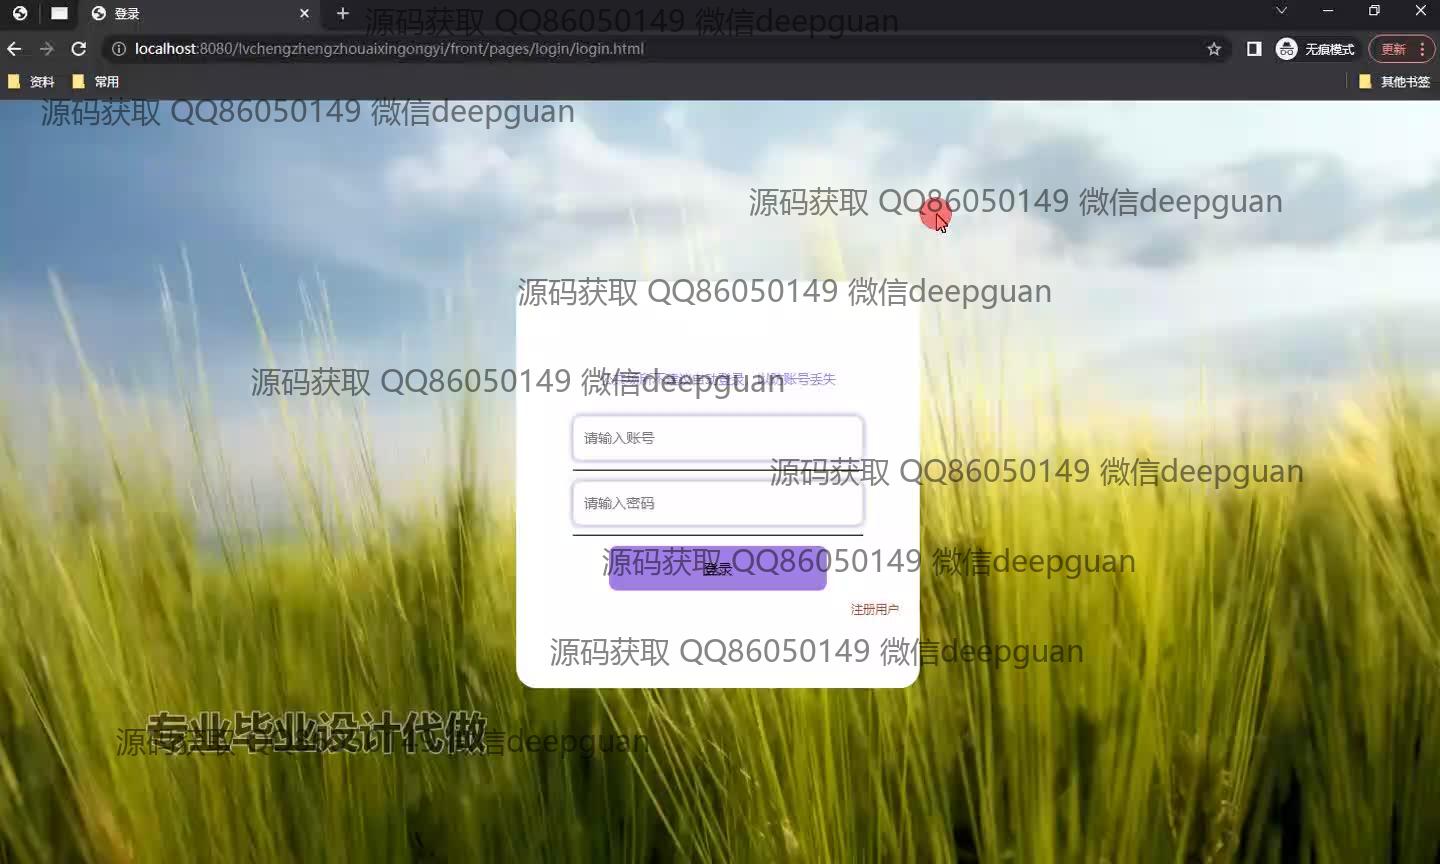 登录
源码获取 QQ86050149 微信deepguan
localhost:8080/lvchengzhengzhouaixingongyi/front/pages/login/login.html
无痕模式
更新
资料
常用
其他书签
源码获取 QQ86050149 微信deepguan
源码获取 QQ86050149 微信deepguan
源码获取 QQ86050149 微信deepguan
源码获取 QQ86050149 微信deepguan
自动登录，以防账号丢失
请输入账号
源码获取 QQ86050149 微信deepguan
请输入密码
源码获取 QQ86050149 微信deepguan
登录
注册用户
源码获取 QQ86050149 微信deepguan
专业毕业设计代做
源码获取 QQ86050149 微信deepguan